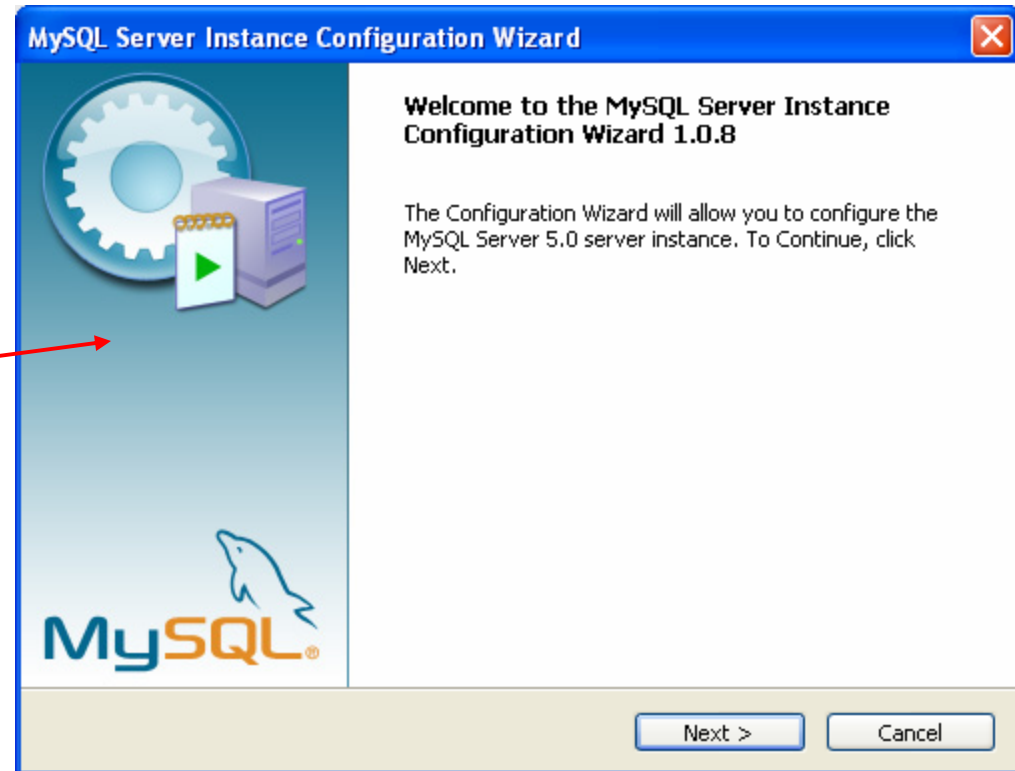 MySQL Server Instance Configuration Wizard
Welcome to the MySQL Server Instance
Configuration Wizard 1.0.8
The Configuration Wizard will allow you to configure the
MySQL Server 5.0 server instance. To Continue, click
Next.
MySQL®
Next >
Cancel